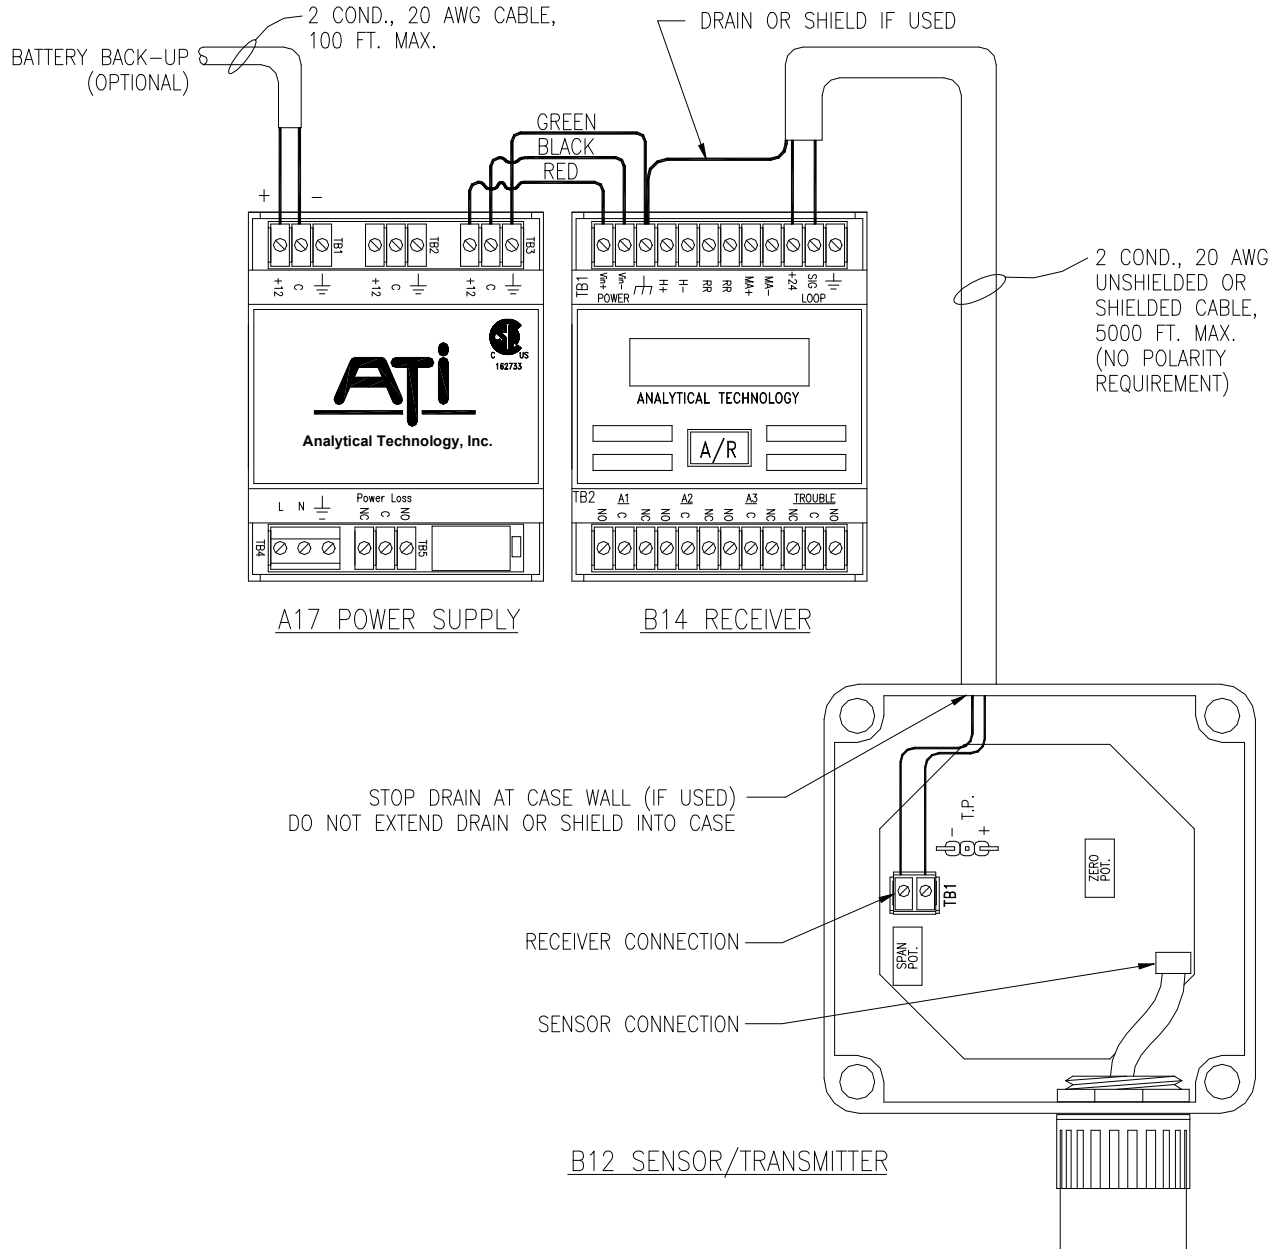 2 COND., 20 AWG CABLE,
100 FT. MAX.
BATTERY BACK-UP
(OPTIONAL)
DRAIN OR SHIELD IF USED
GREEN
BLACK
RED
+ -
TB1
TB2
TB3
+12 C
+12 C
+12 C
TB1
Vin+ Vin- H+ H- RR RR MA+ MA- +24 SIG
POWER
LOOP
2 COND., 20 AWG
UNSHIELDED OR
SHIELDED CABLE,
5000 FT. MAX.
(NO POLARITY
REQUIREMENT)
ATi
Analytical Technology, Inc.
C US
162733
ANALYTICAL TECHNOLOGY
A/R
L N
Power Loss
NC C NO
TB4
TB5
TB2 A1 A2 A3 TROUBLE
NO C NC NO C NC NO C NC NC C NO
A17 POWER SUPPLY
B14 RECEIVER
STOP DRAIN AT CASE WALL (IF USED)
DO NOT EXTEND DRAIN OR SHIELD INTO CASE
- +
T.P.
TB1
ZERO
POT.
SPAN
POT.
RECEIVER CONNECTION
SENSOR CONNECTION
B12 SENSOR/TRANSMITTER